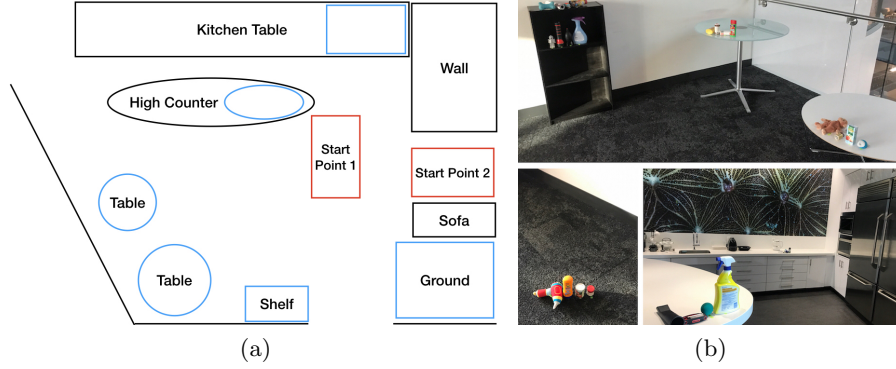 Kitchen Table
Wall
High Counter
Start
Point 1
Start Point 2
Table
Sofa
Table
Ground
Shelf
(a)
(b)